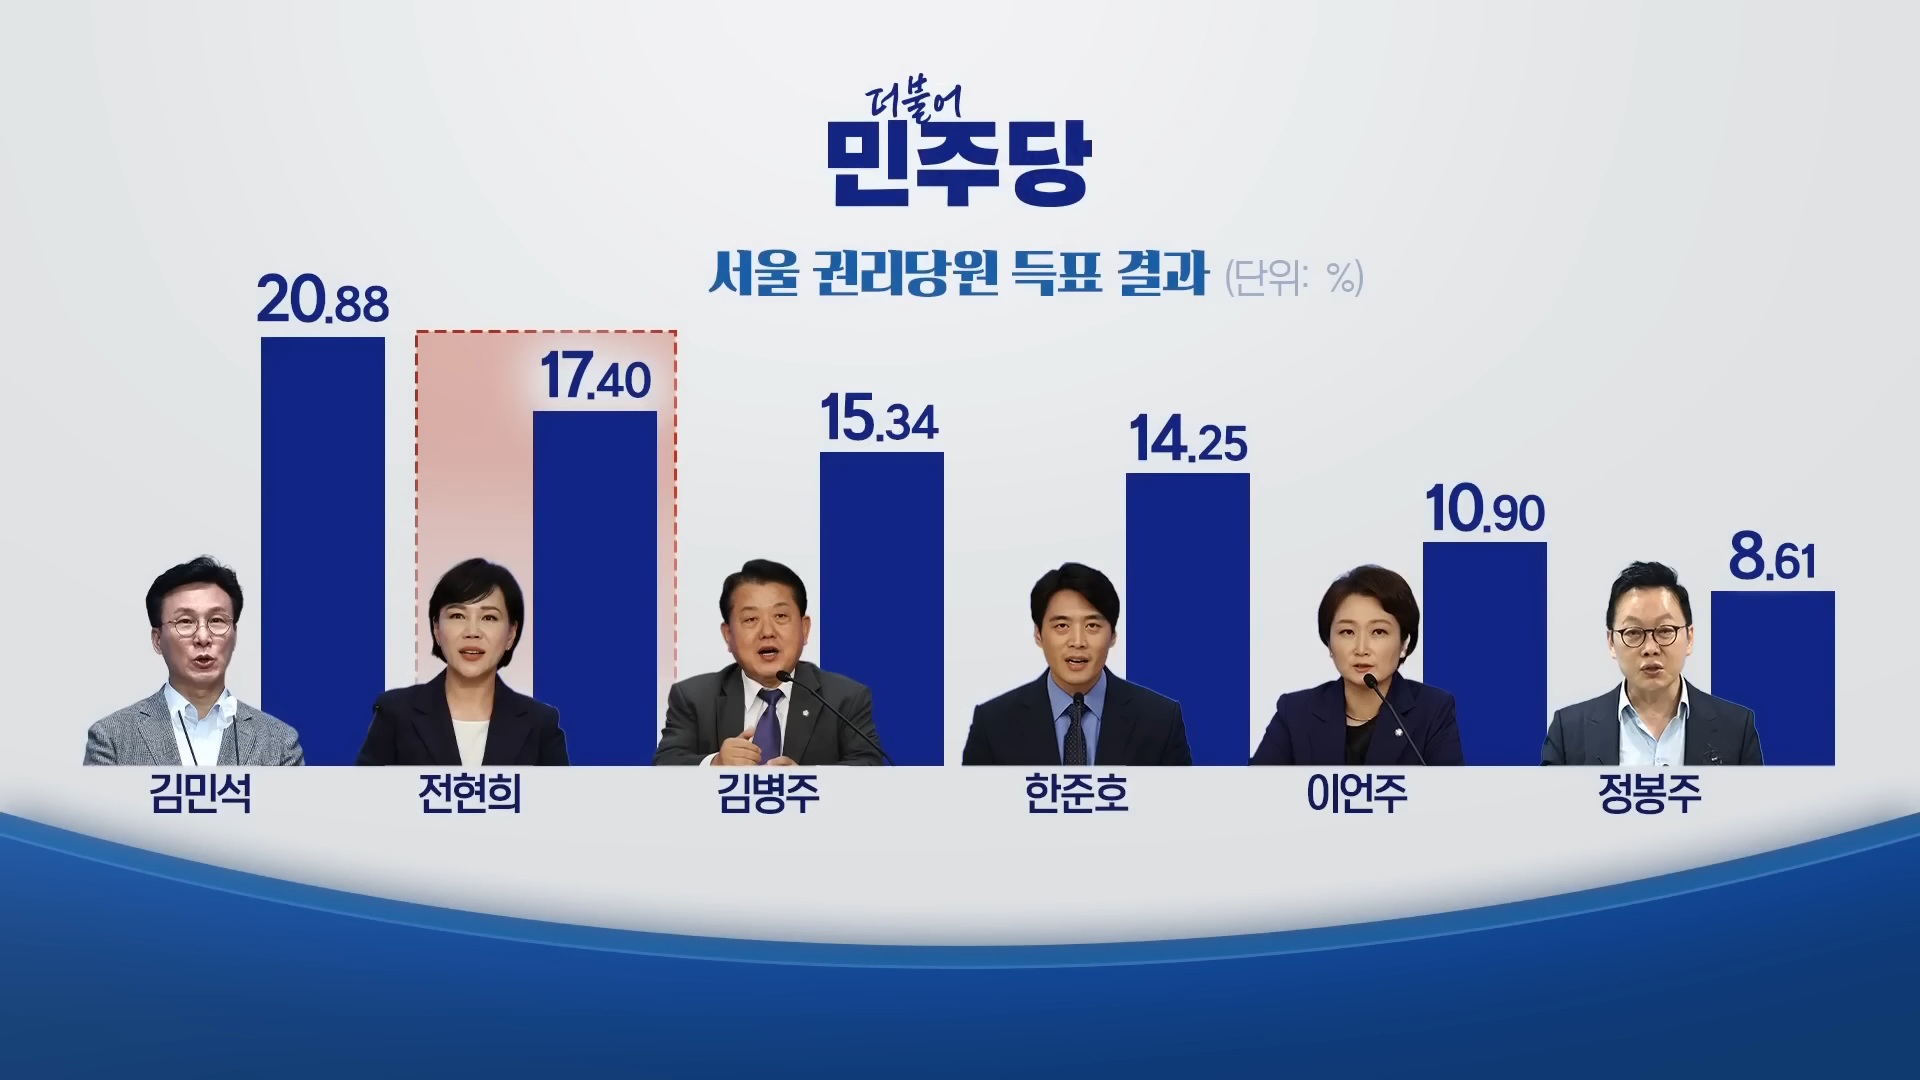 더불어
민주당
서울 권리당원 득표 결과 (단위: %)
20.88
17.40
15.34
14.25
10.90
8.61
김민석
전현희
김병주
한준호
이언주
정봉주